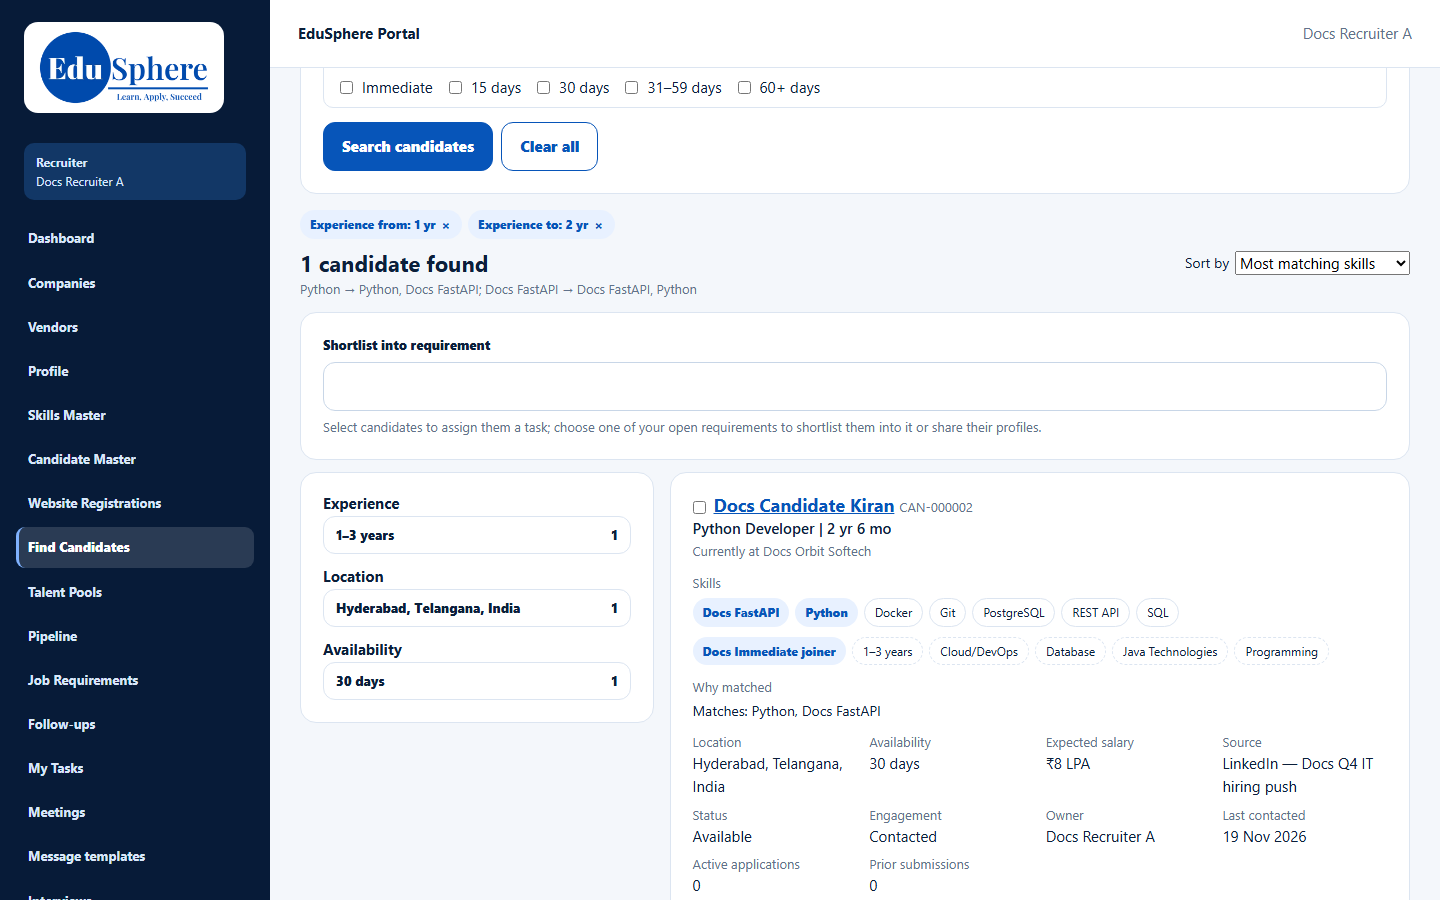 EduSphere
Learn. Apply, Succeed
Recruiter
Docs Recruiter A
Dashboard
Companies
Vendors
Profile
Skills Master
Candidate Master
Website Registrations
Find Candidates
Talent Pools
Pipeline
Job Requirements
Follow-ups
My Tasks
Meetings
Message templates
Interviews
EduSphere Portal
Docs Recruiter A
Immediate 15 days 30 days 31–59 days 60+ days
Search candidates Clear all
Experience from: 1 yr × Experience to: 2 yr ×
1 candidate found
Sort by Most matching skills
Python → Python, Docs FastAPI; Docs FastAPI → Docs FastAPI, Python
Shortlist into requirement
Select candidates to assign them a task; choose one of your open requirements to shortlist them into it or share their profiles.
Experience
1–3 years 1
Location
Hyderabad, Telangana, India 1
Availability
30 days 1
Docs Candidate Kiran CAN-000002
Python Developer | 2 yr 6 mo
Currently at Docs Orbit Softech
Skills
Docs FastAPI Python Docker Git PostgreSQL REST API SQL
Docs Immediate joiner 1–3 years Cloud/DevOps Database Java Technologies Programming
Why matched
Matches: Python, Docs FastAPI
Location Availability Expected salary Source
Hyderabad, Telangana, India 30 days ₹8 LPA LinkedIn — Docs Q4 IT hiring push
Status Engagement Owner Last contacted
Available Contacted Docs Recruiter A 19 Nov 2026
Active applications Prior submissions
0 0